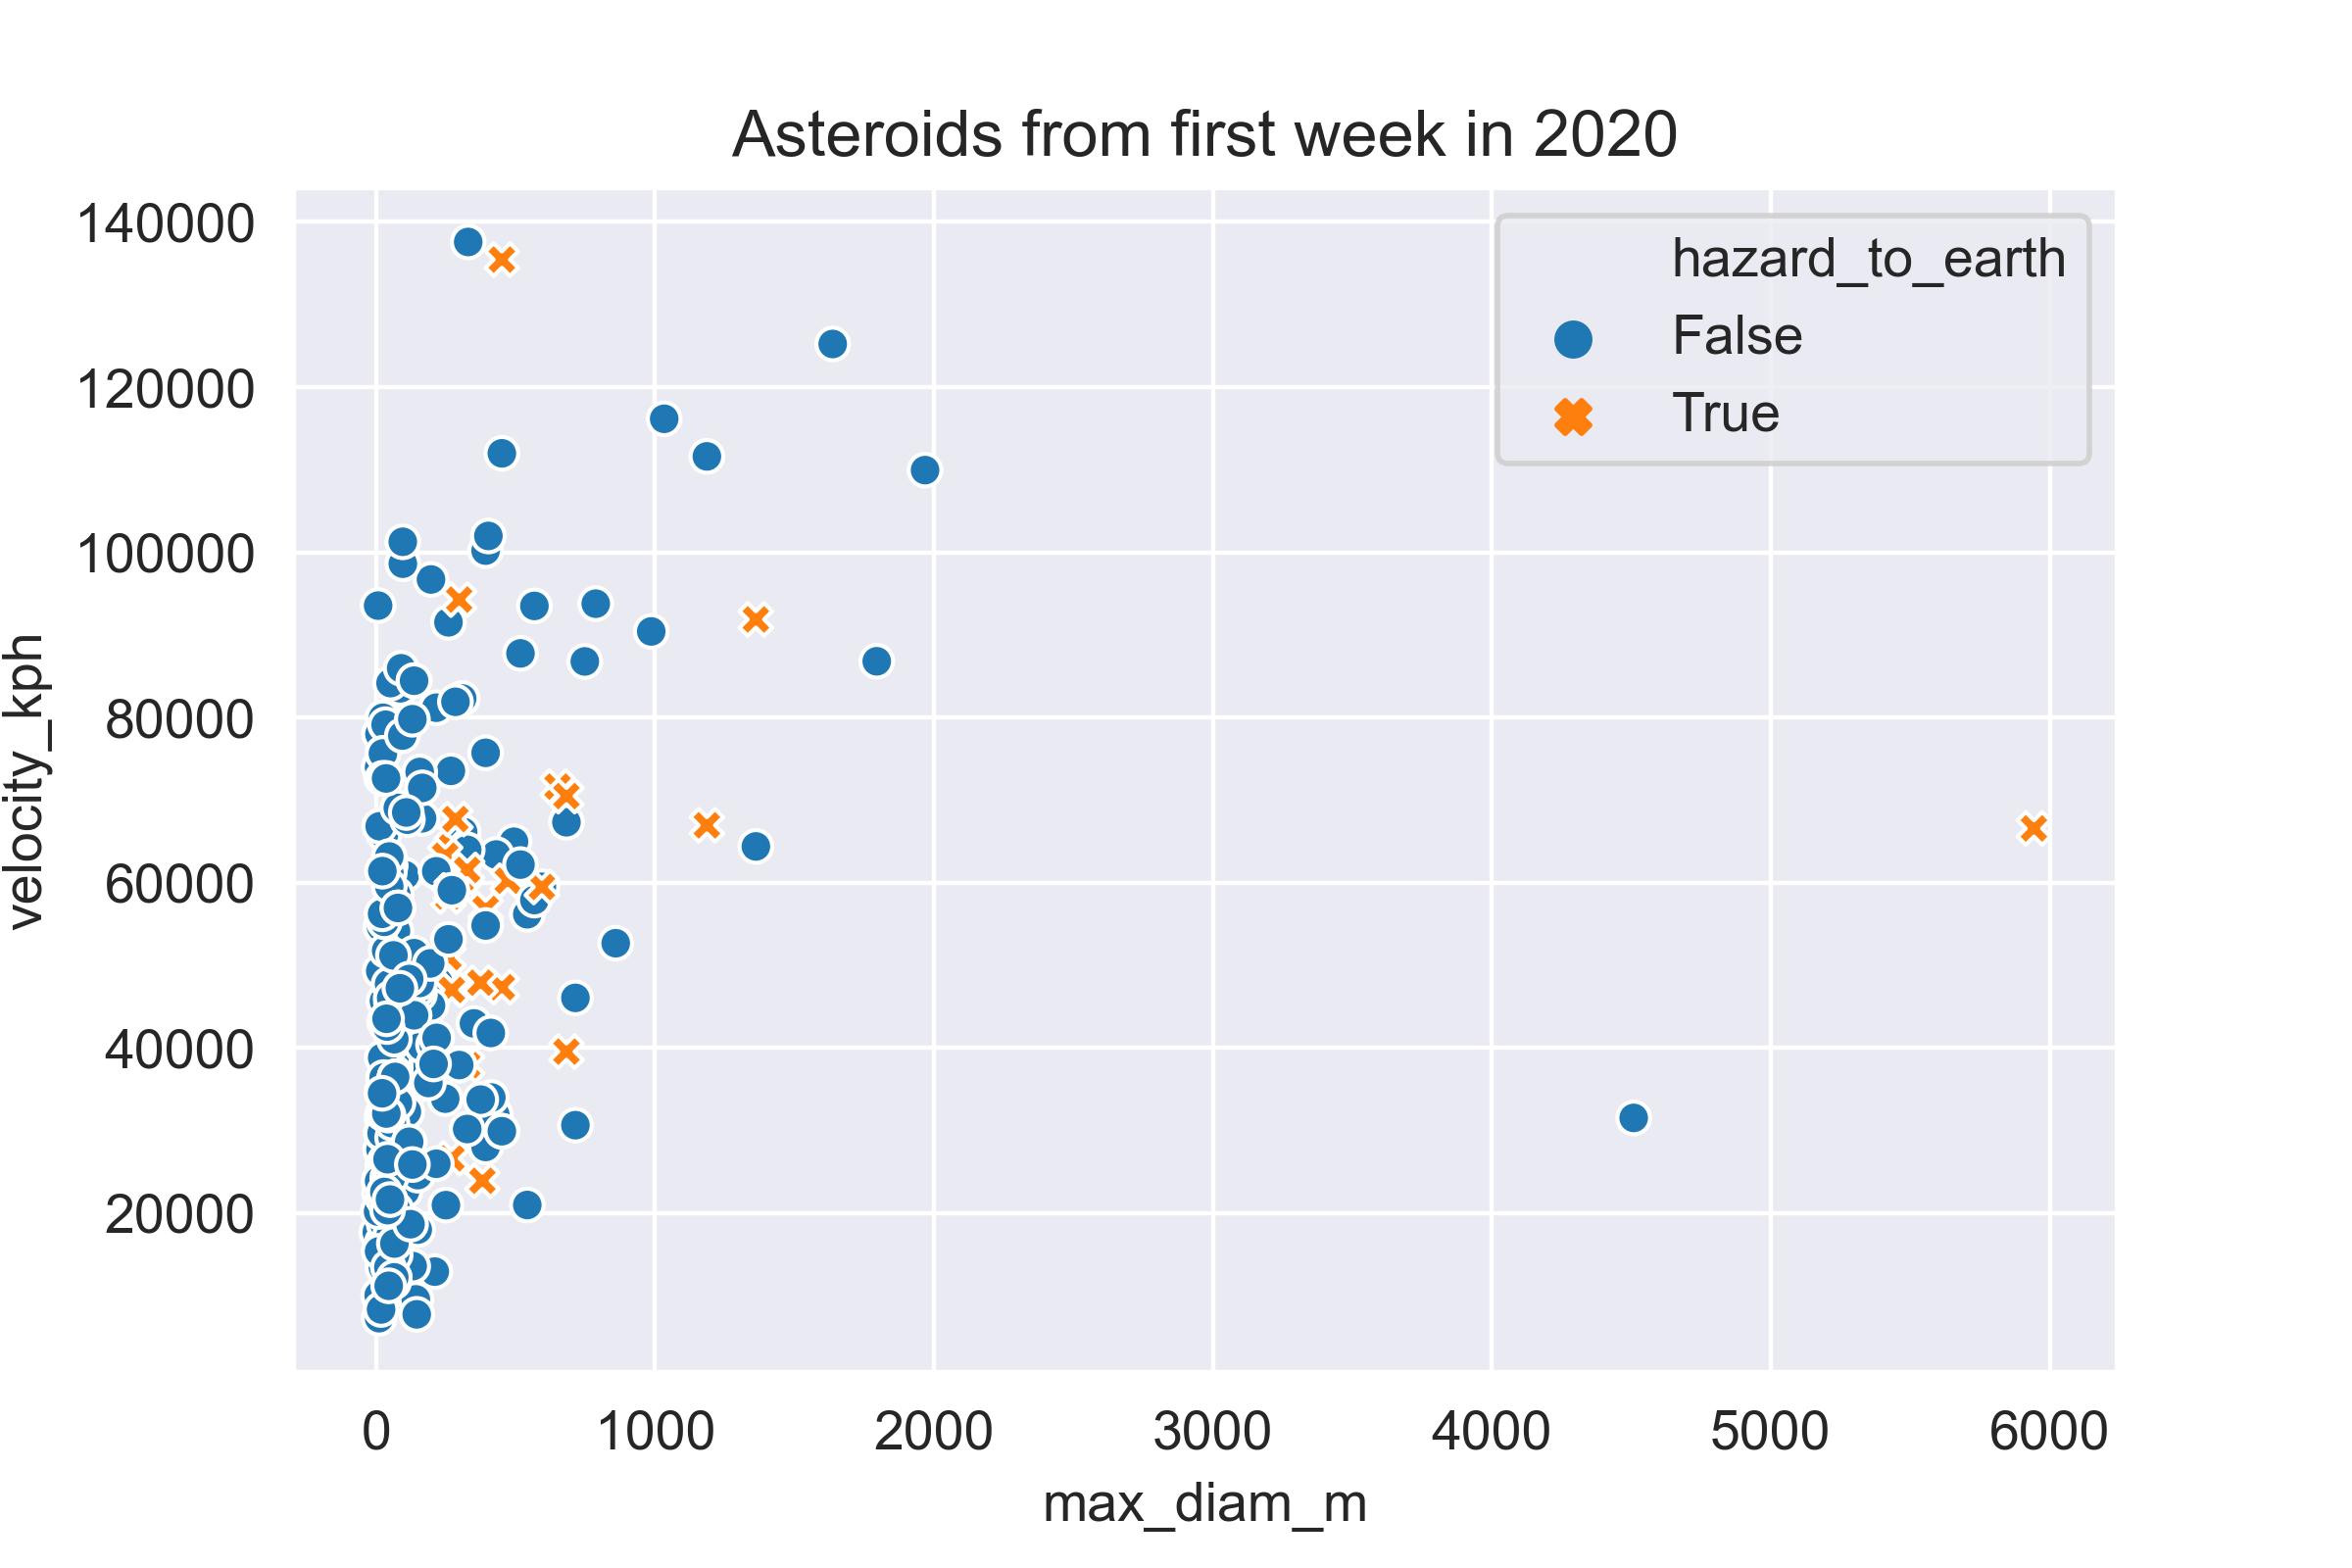 Asteroids from first week in 2020
hazard_to_earth
False
True
velocity_kph
140000
120000
100000
80000
60000
40000
20000
0 1000 2000 3000 4000 5000 6000
max_diam_m